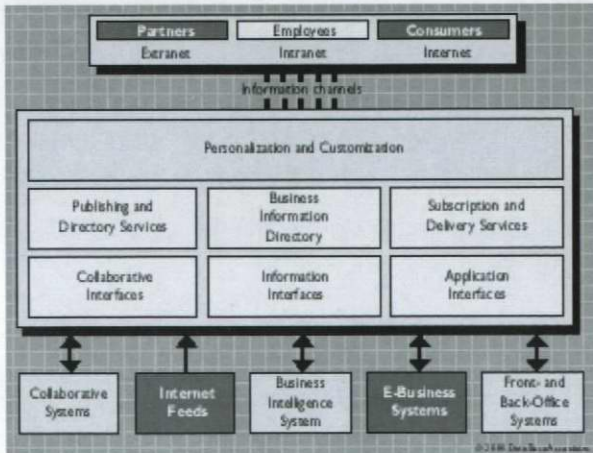 Partners Employees Consumers
Extranet Intranet Internet
Information channels
Personalization and Customization
Publishing and
Directory Services
Business
Information
Directory
Subscription and
Delivery Services
Collaborative
Interfaces
Information
Interfaces
Application
Interfaces
Collaborative
Systems
Internet
Feeds
Business
Intelligence
System
E-Business
Systems
Front- and
Back-Office
Systems